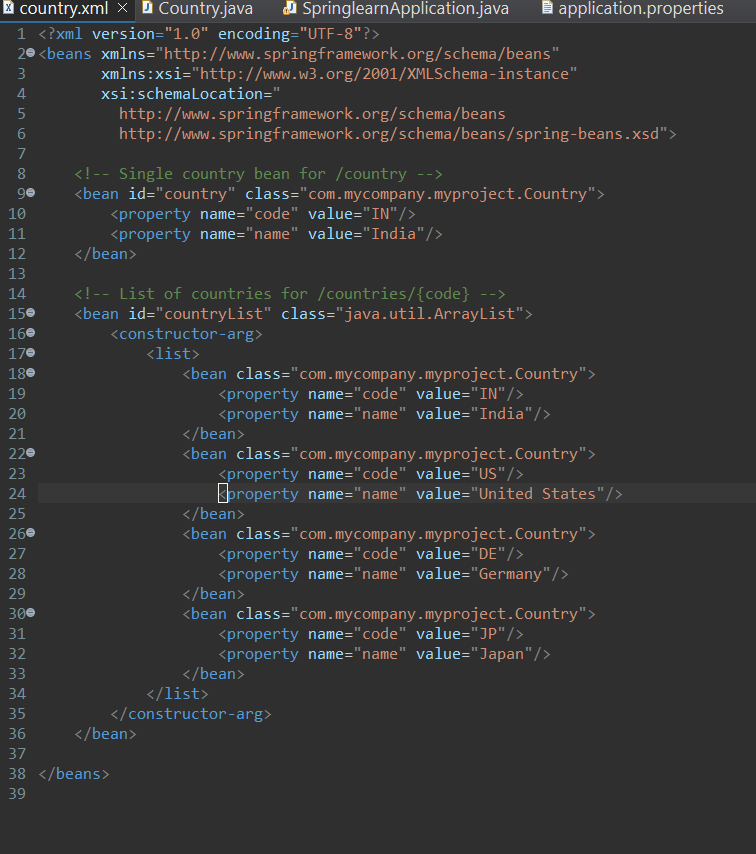 country.xml Country.java SpringlearnApplication.java application.properties
1 <?xml version="1.0" encoding="UTF-8"?>
2 <beans xmlns="http://www.springframework.org/schema/beans"
3        xmlns:xsi="http://www.w3.org/2001/XMLSchema-instance"
4        xsi:schemaLocation="
5          http://www.springframework.org/schema/beans
6          http://www.springframework.org/schema/beans/spring-beans.xsd">
7
8     <!-- Single country bean for /country -->
9     <bean id="country" class="com.mycompany.myproject.Country">
10         <property name="code" value="IN"/>
11         <property name="name" value="India"/>
12     </bean>
13
14     <!-- List of countries for /countries/{code} -->
15     <bean id="countryList" class="java.util.ArrayList">
16         <constructor-arg>
17             <list>
18                 <bean class="com.mycompany.myproject.Country">
19                     <property name="code" value="IN"/>
20                     <property name="name" value="India"/>
21                 </bean>
22                 <bean class="com.mycompany.myproject.Country">
23                     <property name="code" value="US"/>
24                     <property name="name" value="United States"/>
25                 </bean>
26                 <bean class="com.mycompany.myproject.Country">
27                     <property name="code" value="DE"/>
28                     <property name="name" value="Germany"/>
29                 </bean>
30                 <bean class="com.mycompany.myproject.Country">
31                     <property name="code" value="JP"/>
32                     <property name="name" value="Japan"/>
33                 </bean>
34             </list>
35         </constructor-arg>
36     </bean>
37
38 </beans>
39